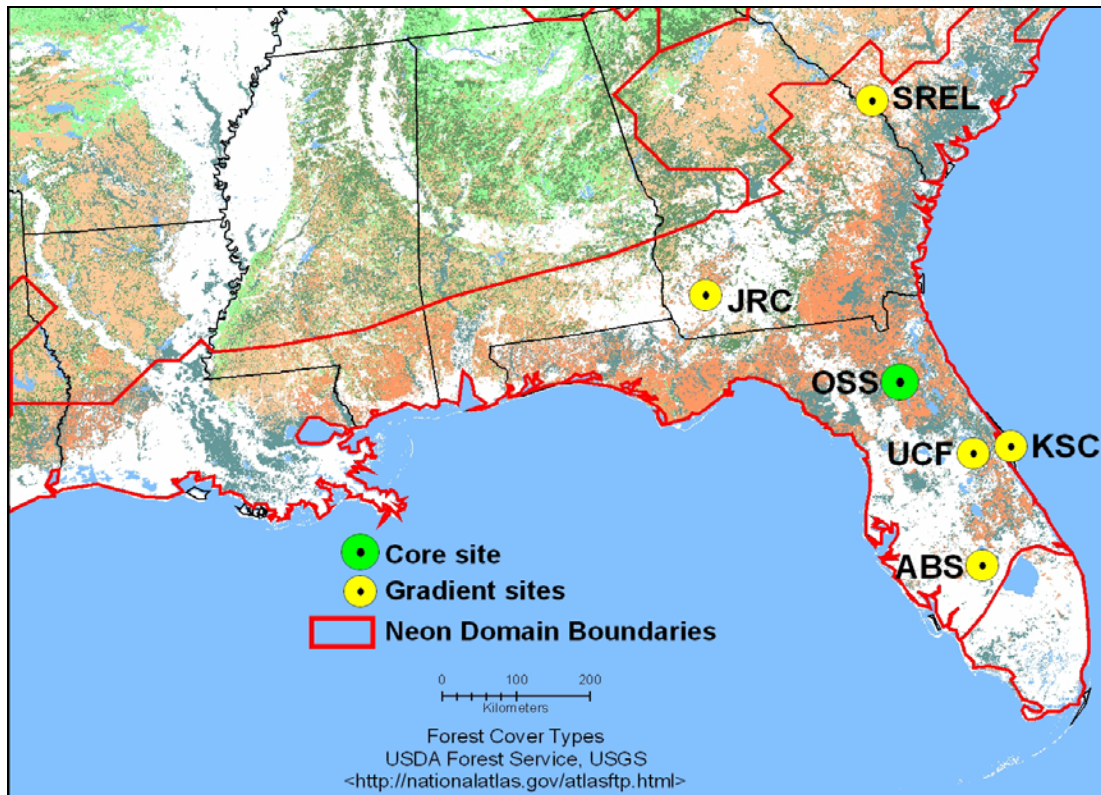 SREL
JRC
OSS
UCF
KSC
ABS
Core site
Gradient sites
Neon Domain Boundaries
0 100 200
Kilometers
Forest Cover Types
USDA Forest Service, USGS
<http://nationalatlas.gov/atlasftp.html>